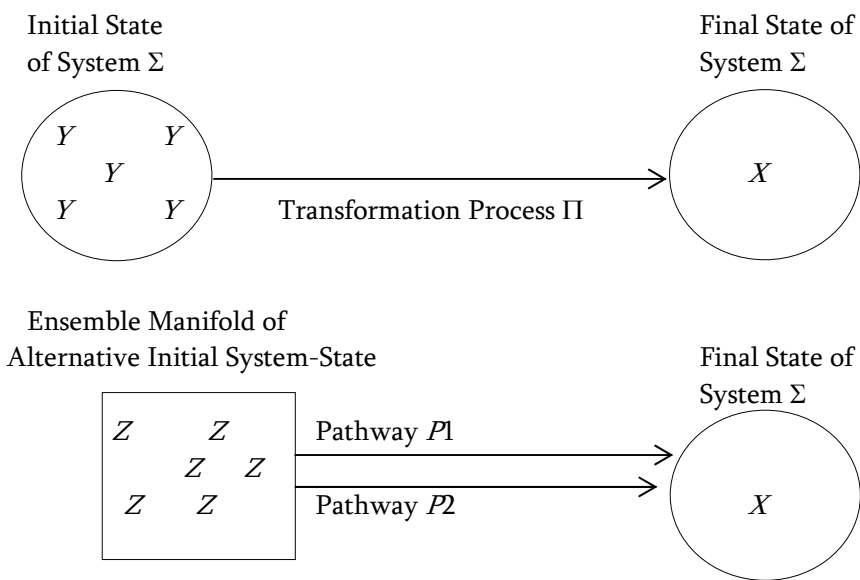 Initial State
of System Σ
Final State of
System Σ
Y Y
Y
Y Y
X
Transformation Process Π
Ensemble Manifold of
Alternative Initial System-State
Final State of
System Σ
Z Z
Z Z
Z Z
Pathway P1
Pathway P2
X